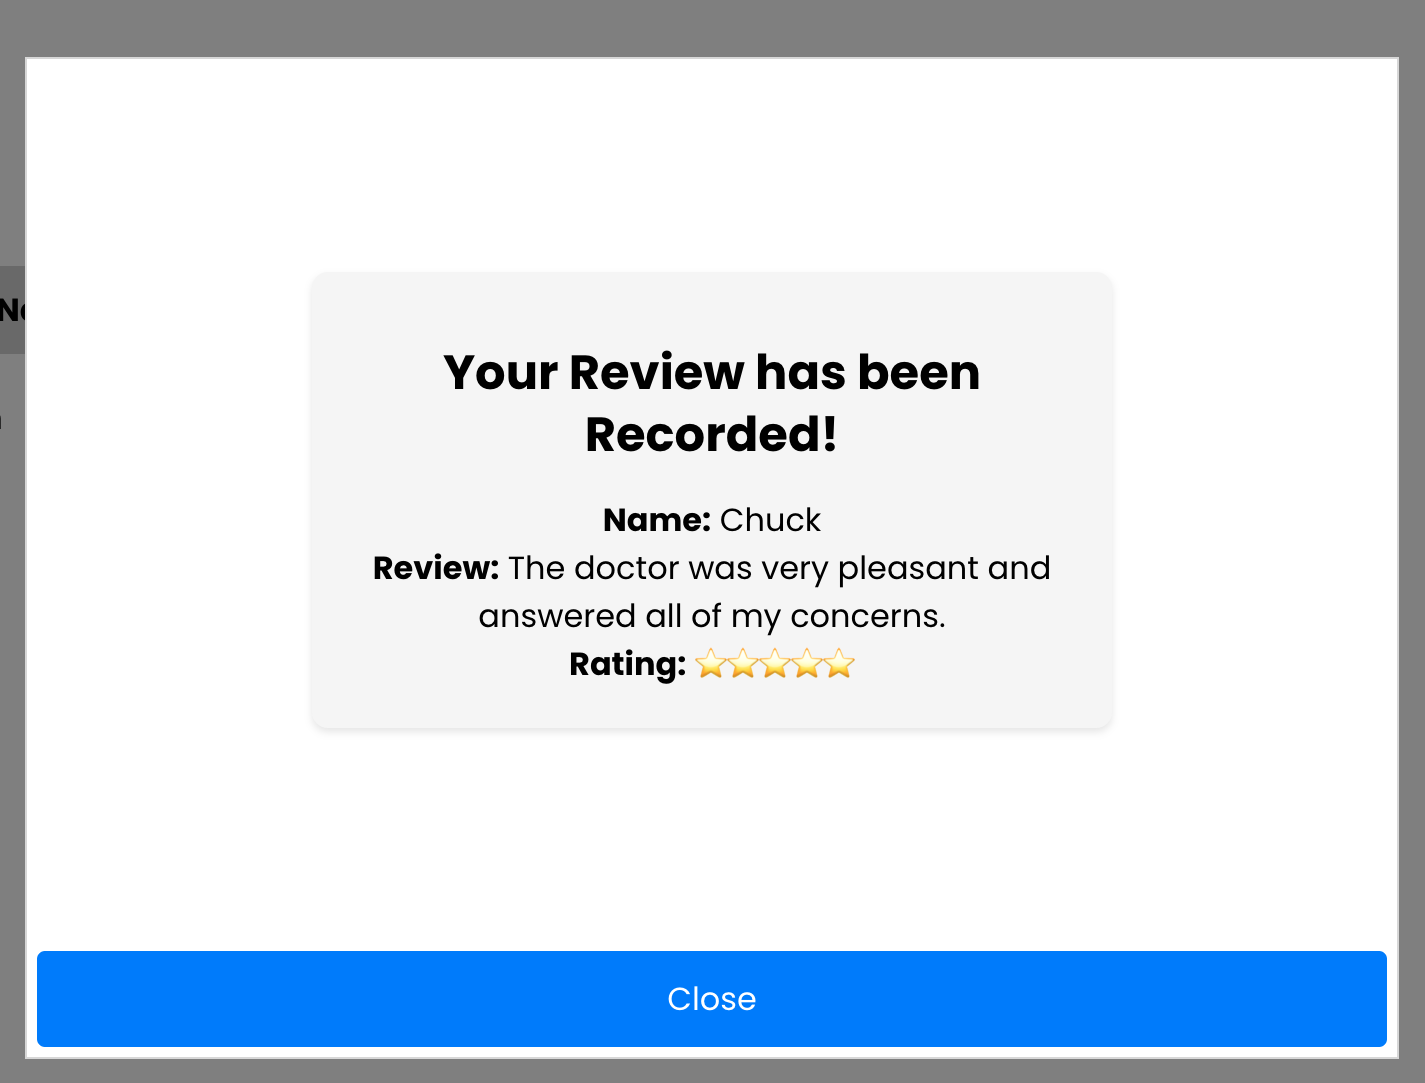 Your Review has been
Recorded!
Name: Chuck
Review: The doctor was very pleasant and
answered all of my concerns.
Rating: ⭐⭐⭐⭐⭐
Close